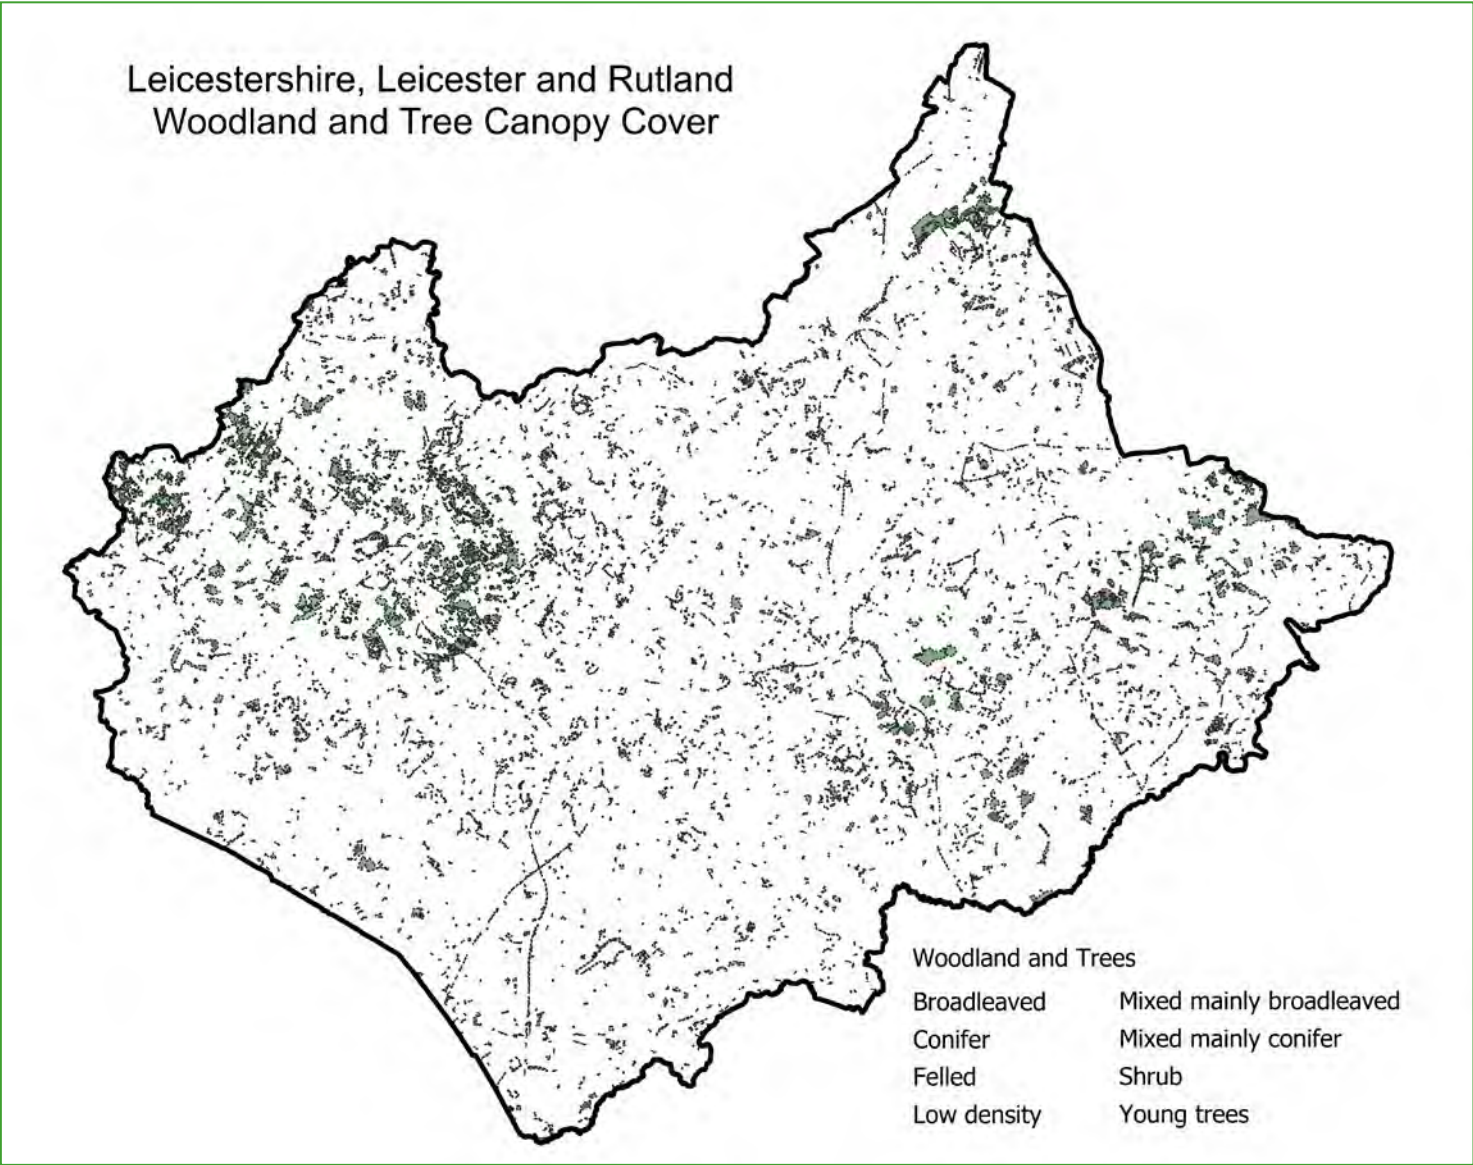 Leicestershire, Leicester and Rutland
Woodland and Tree Canopy Cover
Woodland and Trees
Broadleaved
Conifer
Felled
Low density
Mixed mainly broadleaved
Mixed mainly conifer
Shrub
Young trees